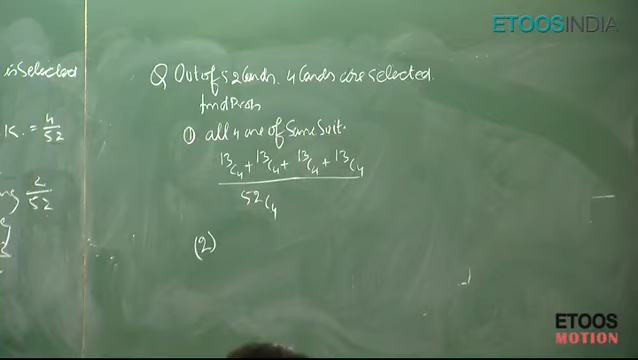 ETOOSINDIA
is selected
K. = 4/52
2/52
Q Out of 52 Cards. 4 Cards are selected.
find Prob
① all 4 are of Same Suit.
¹³C₄ + ¹³C₄ + ¹³C₄ + ¹³C₄
52C₄
(2)
ETOOS
MOTION